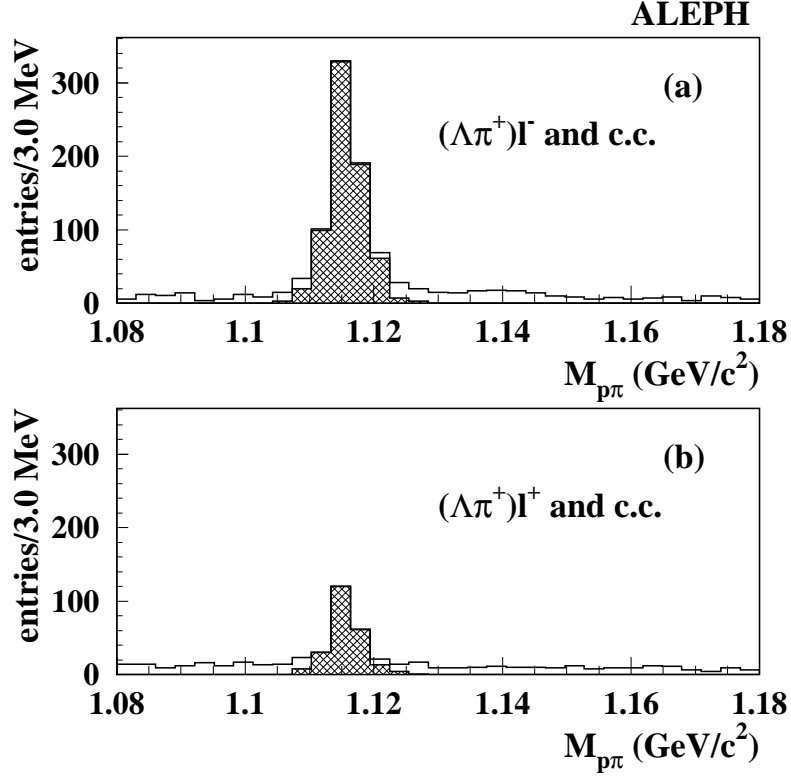 ALEPH
entries/3.0 MeV
300
200
100
0
(a)
(Λπ⁺)l⁻ and c.c.
1.08 1.1 1.12 1.14 1.16 1.18
M_pπ (GeV/c²)
entries/3.0 MeV
300
200
100
0
(b)
(Λπ⁺)l⁺ and c.c.
1.08 1.1 1.12 1.14 1.16 1.18
M_pπ (GeV/c²)